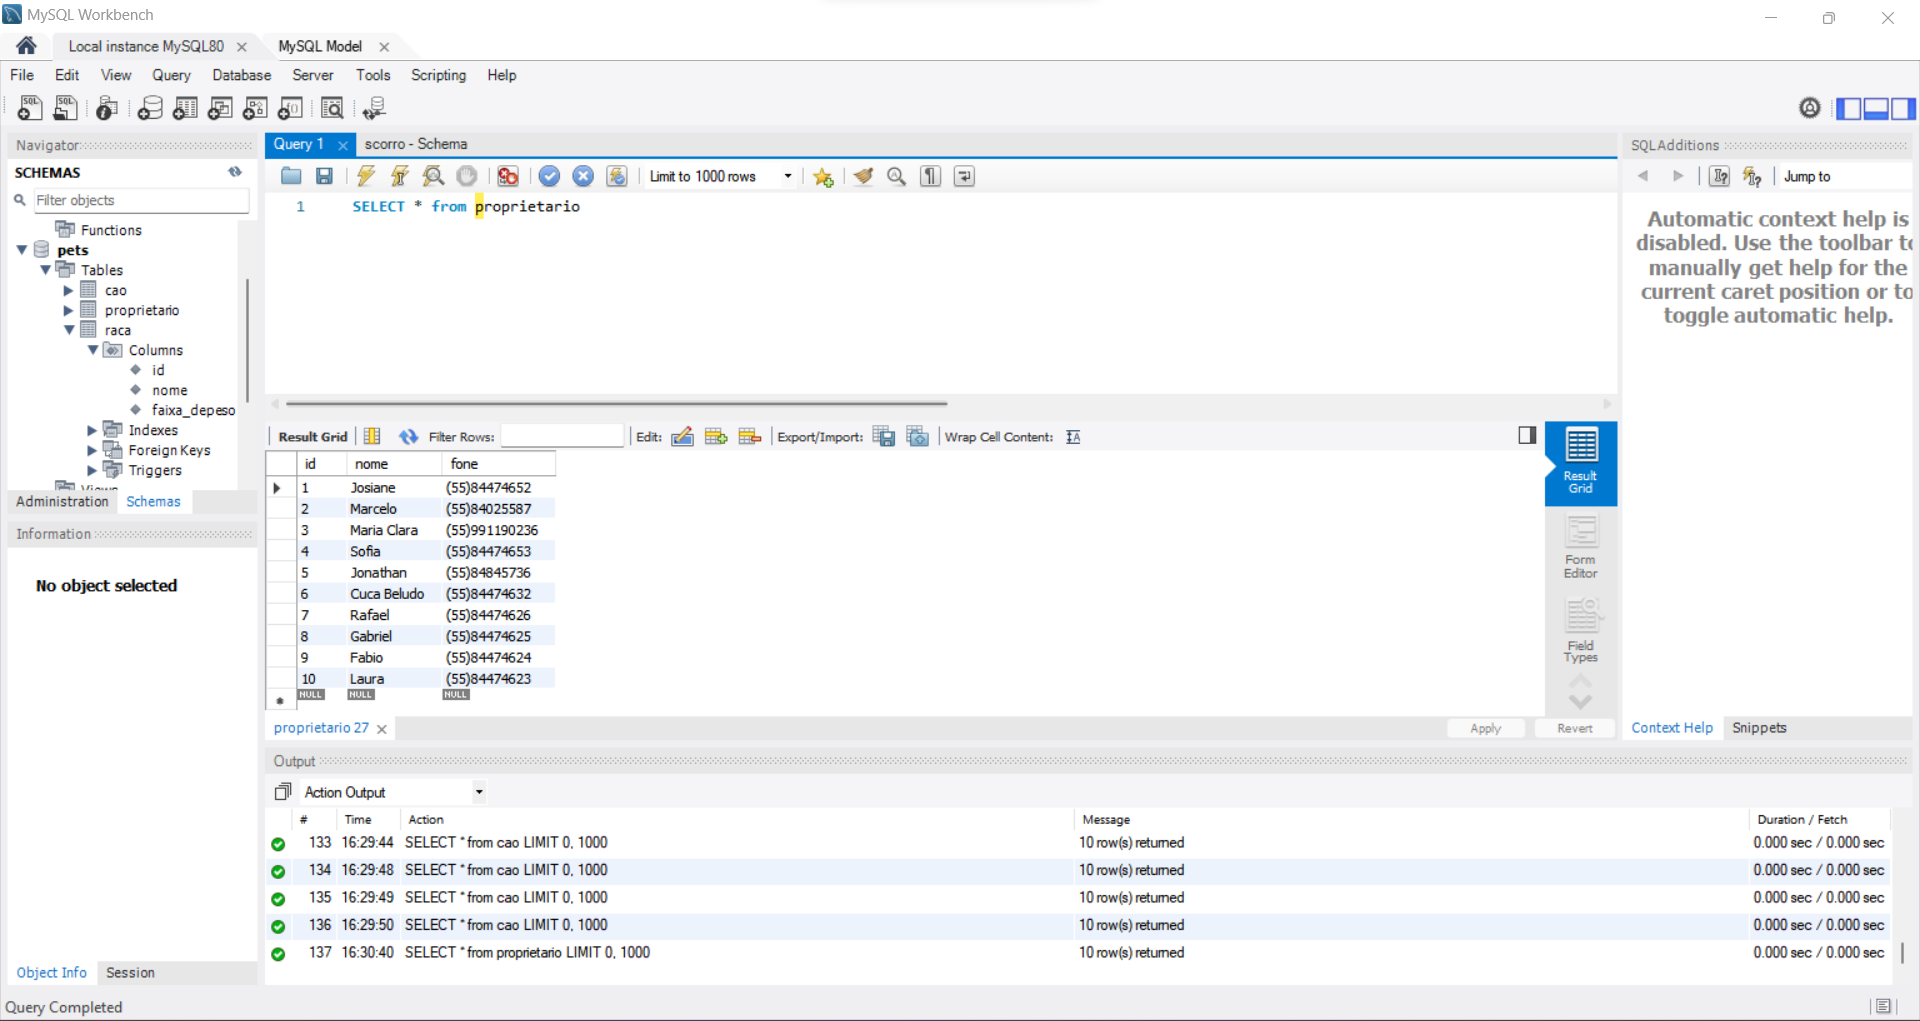 MySQL Workbench
Local instance MySQL80
MySQL Model
File Edit View Query Database Server Tools Scripting Help
Navigator
SCHEMAS
Filter objects
Functions
pets
Tables
cao
proprietario
raca
Columns
id
nome
faixa_depeso
Indexes
Foreign Keys
Triggers
Views
Administration Schemas
Information
No object selected
Object Info Session
Query Completed
Query 1 scorro - Schema
Limit to 1000 rows
1 SELECT * from proprietario
Result Grid Filter Rows: Edit: Export/Import: Wrap Cell Content:
id nome fone
1 Josiane (55)84474652
2 Marcelo (55)84025587
3 Maria Clara (55)991190236
4 Sofia (55)84474653
5 Jonathan (55)84845736
6 Cuca Beludo (55)84474632
7 Rafael (55)84474626
8 Gabriel (55)84474625
9 Fabio (55)84474624
10 Laura (55)84474623
NULL NULL NULL
Result
Grid
Form
Editor
Field
Types
proprietario 27
Apply Revert
SQLAdditions
Jump to
Automatic context help is
disabled. Use the toolbar to
manually get help for the
current caret position or to
toggle automatic help.
Context Help Snippets
Output
Action Output
# Time Action Message Duration / Fetch
133 16:29:44 SELECT * from cao LIMIT 0, 1000 10 row(s) returned 0.000 sec / 0.000 sec
134 16:29:48 SELECT * from cao LIMIT 0, 1000 10 row(s) returned 0.000 sec / 0.000 sec
135 16:29:49 SELECT * from cao LIMIT 0, 1000 10 row(s) returned 0.000 sec / 0.000 sec
136 16:29:50 SELECT * from cao LIMIT 0, 1000 10 row(s) returned 0.000 sec / 0.000 sec
137 16:30:40 SELECT * from proprietario LIMIT 0, 1000 10 row(s) returned 0.000 sec / 0.000 sec